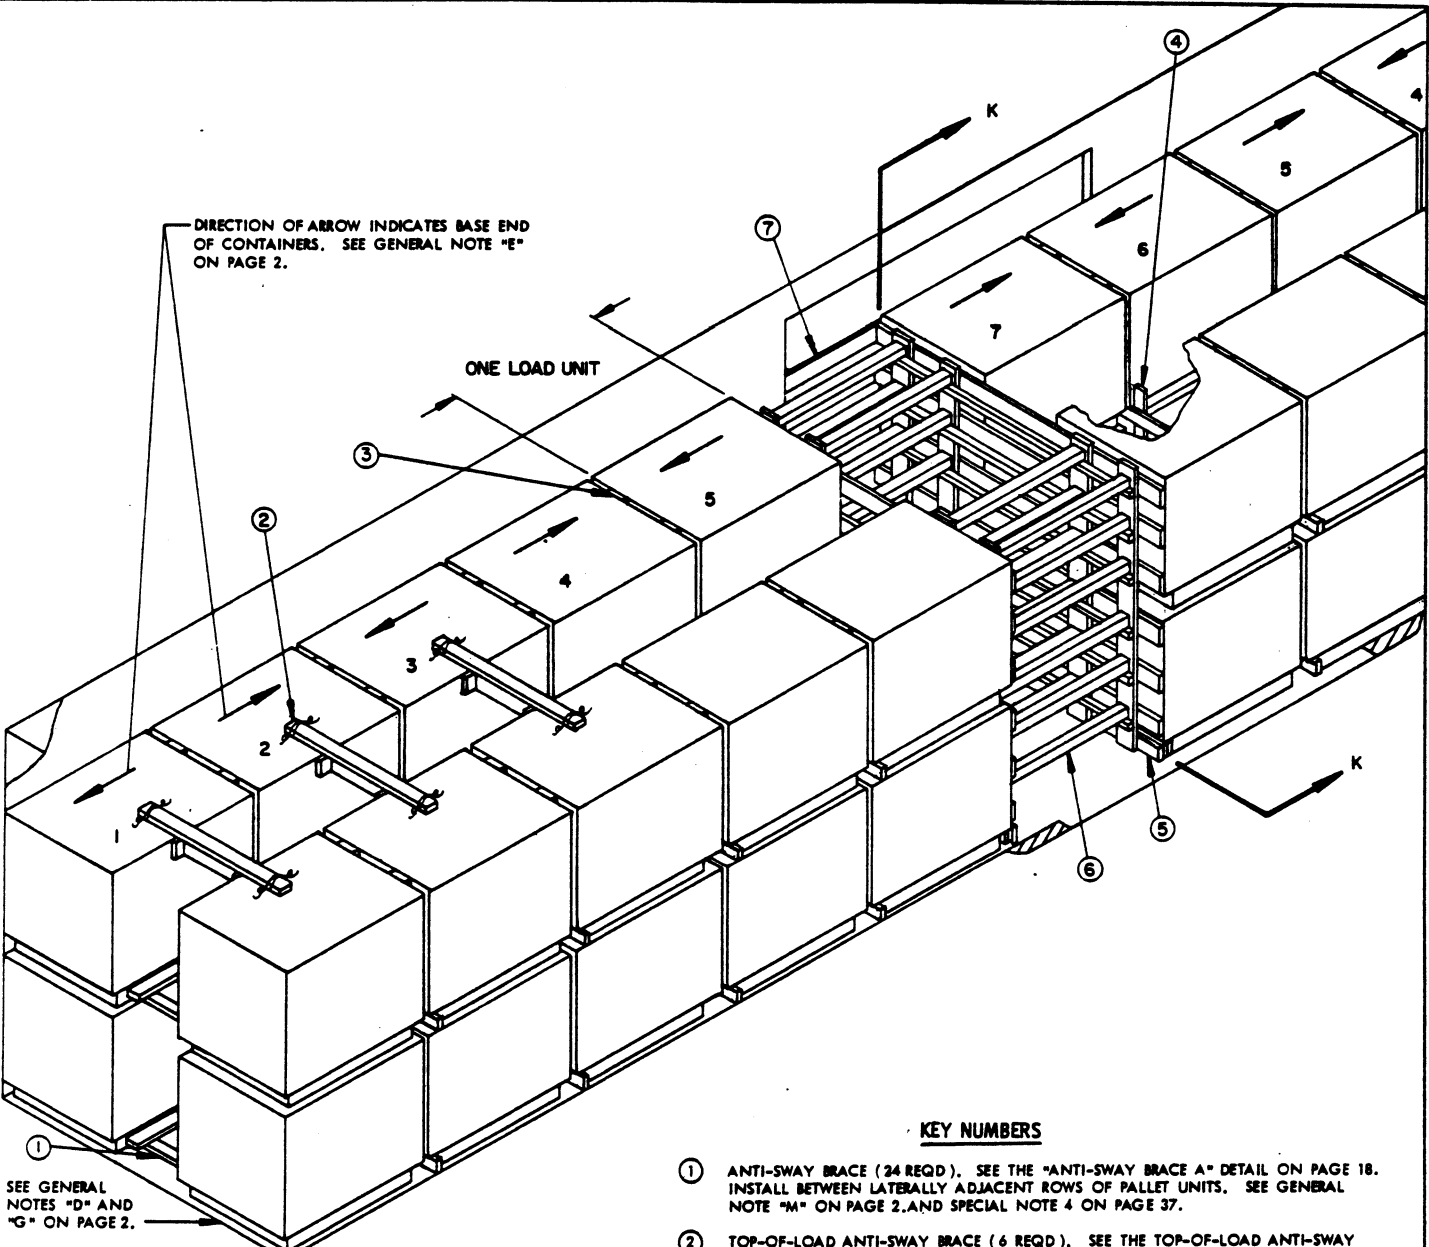 4
K
4
5
DIRECTION OF ARROW INDICATES BASE END
OF CONTAINERS. SEE GENERAL NOTE "E"
ON PAGE 2.
7
6
7
ONE LOAD UNIT
3
5
2
4
3
K
2
5
1
6
KEY NUMBERS
1
SEE GENERAL
NOTES "D" AND
"G" ON PAGE 2.
1 ANTI-SWAY BRACE (24 REQD). SEE THE "ANTI-SWAY BRACE A" DETAIL ON PAGE 18.
INSTALL BETWEEN LATERALLY ADJACENT ROWS OF PALLET UNITS. SEE GENERAL
NOTE "M" ON PAGE 2.AND SPECIAL NOTE 4 ON PAGE 37.
2 TOP-OF-LOAD ANTI-SWAY BRACE (6 REQD). SEE THE TOP-OF-LOAD ANTI-SWAY